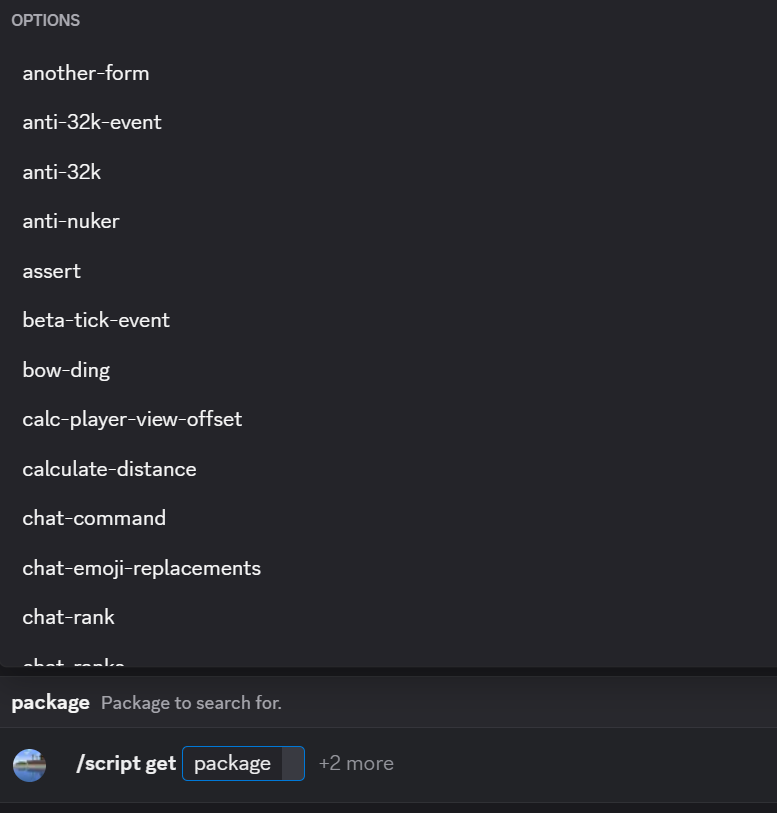 OPTIONS
another-form
anti-32k-event
anti-32k
anti-nuker
assert
beta-tick-event
bow-ding
calc-player-view-offset
calculate-distance
chat-command
chat-emoji-replacements
chat-rank
chat-ranks
package Package to search for.
/script get package +2 more